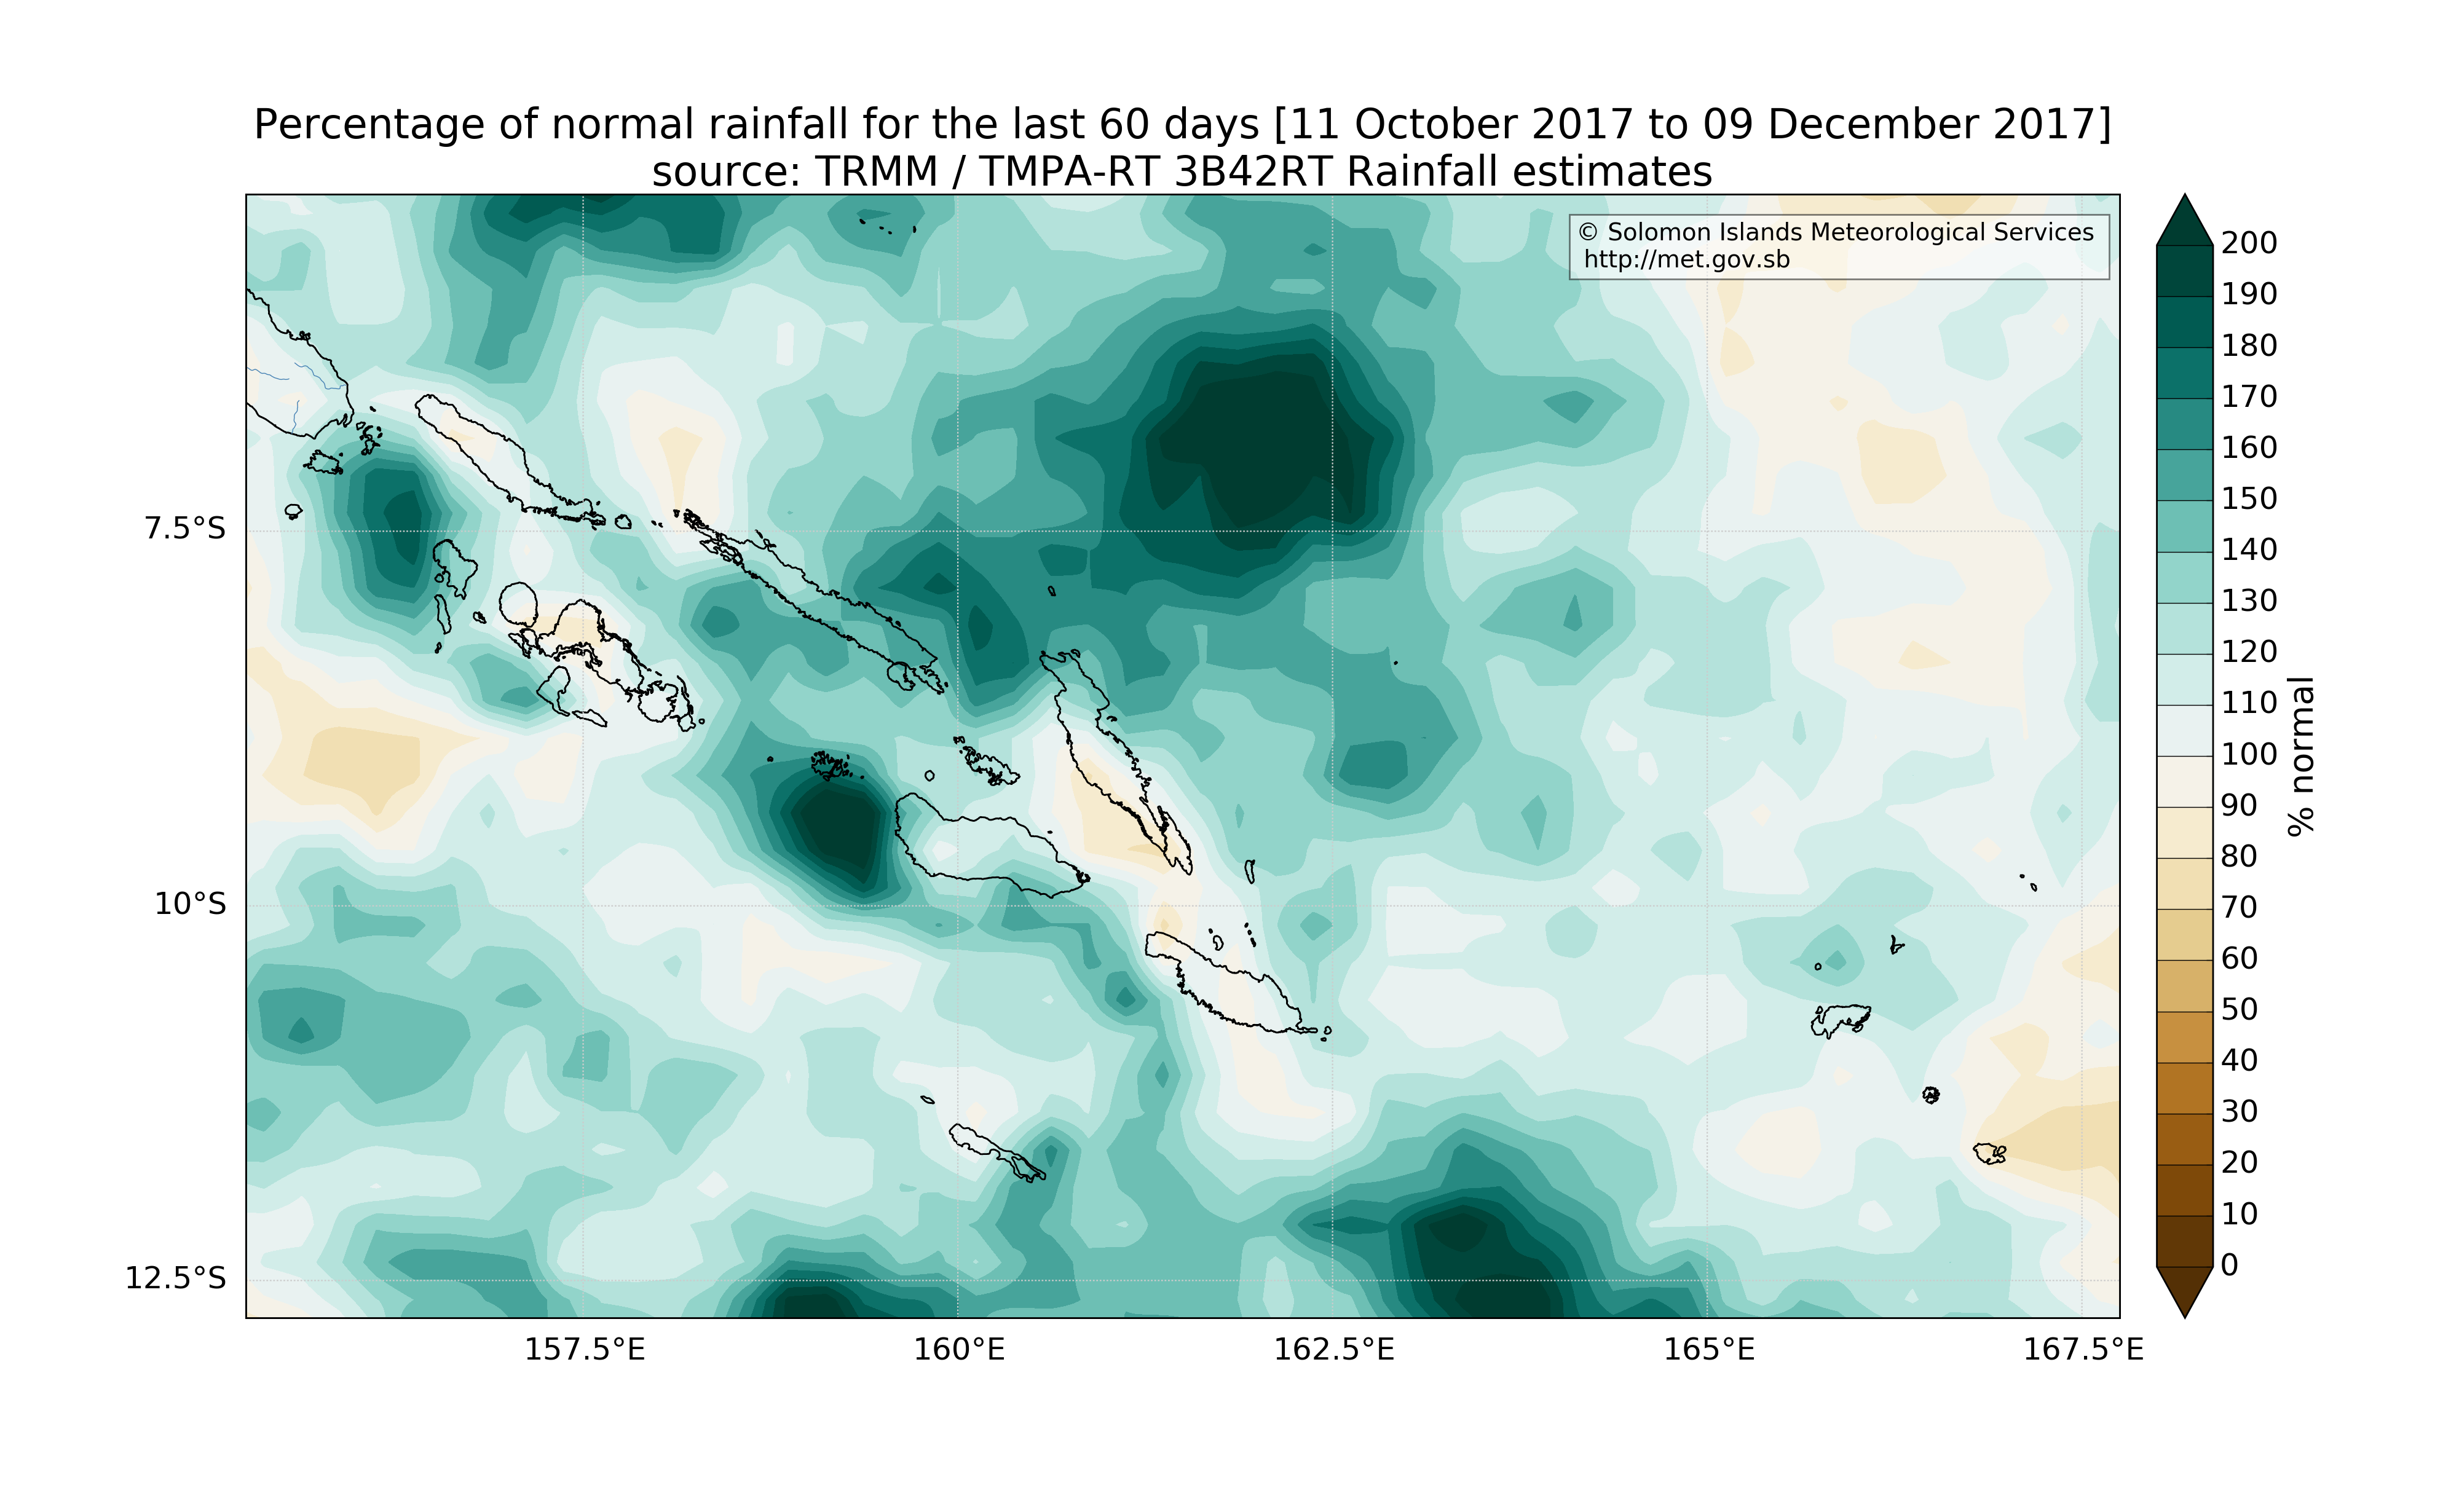 Percentage of normal rainfall for the last 60 days [11 October 2017 to 09 December 2017]
source: TRMM / TMPA-RT 3B42RT Rainfall estimates
© Solomon Islands Meteorological Services
http://met.gov.sb
7.5°S
10°S
12.5°S
157.5°E
160°E
162.5°E
165°E
167.5°E
200
190
180
170
160
150
140
130
120
110
100
90
80
70
60
50
40
30
20
10
0
% normal